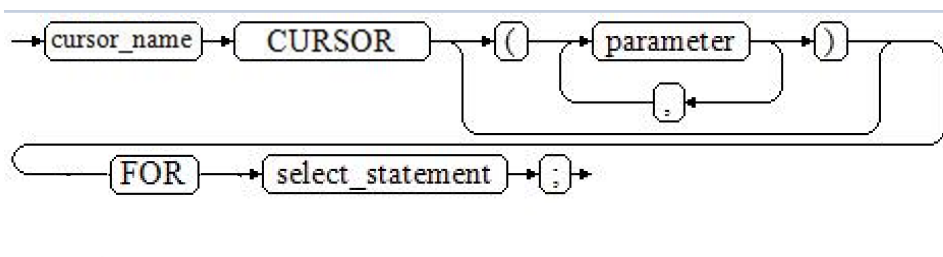 cursor_name CURSOR ( parameter )
,
FOR select_statement ;